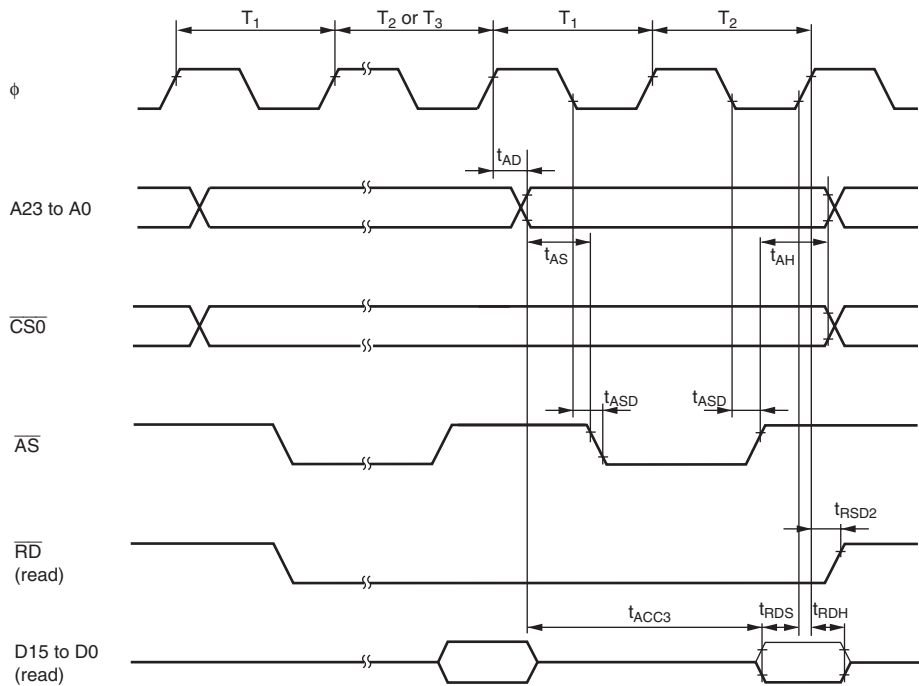 T1 T2 or T3 T1 T2
ϕ
tAD
A23 to A0
tAS tAH
CS0
tASD tASD
AS
tRSD2
RD
(read)
tACC3 tRDS tRDH
D15 to D0
(read)